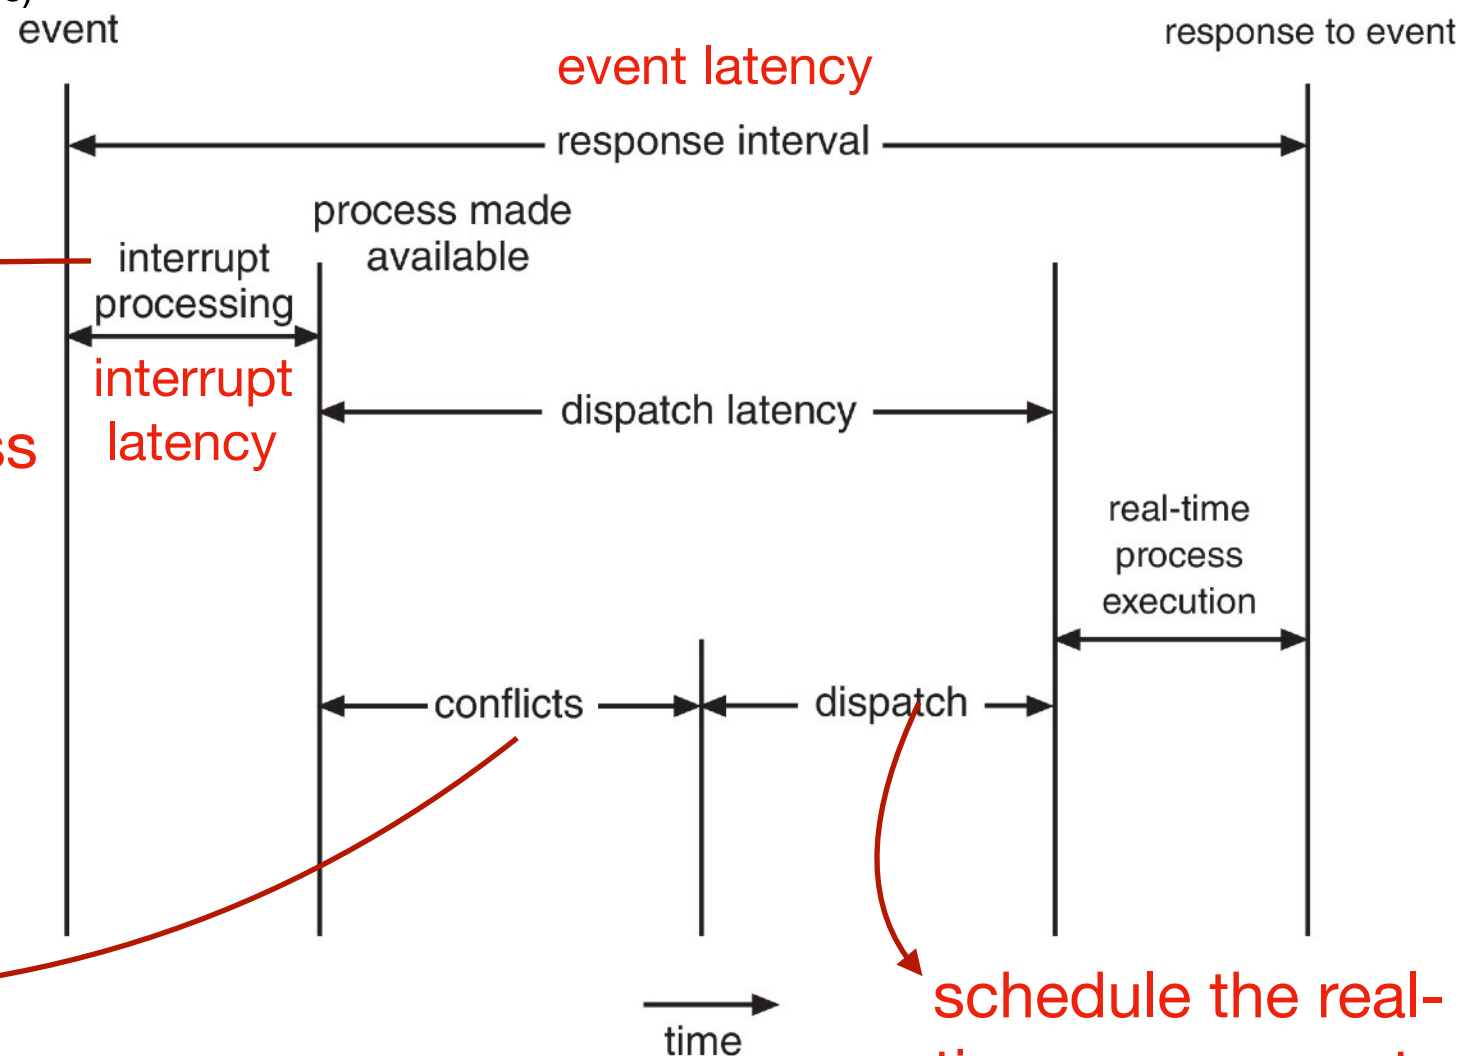 event
response to event
event latency
response interval
process made
available
interrupt
processing
interrupt
latency
ss
dispatch latency
real-time
process
execution
conflicts
dispatch
schedule the real-
time